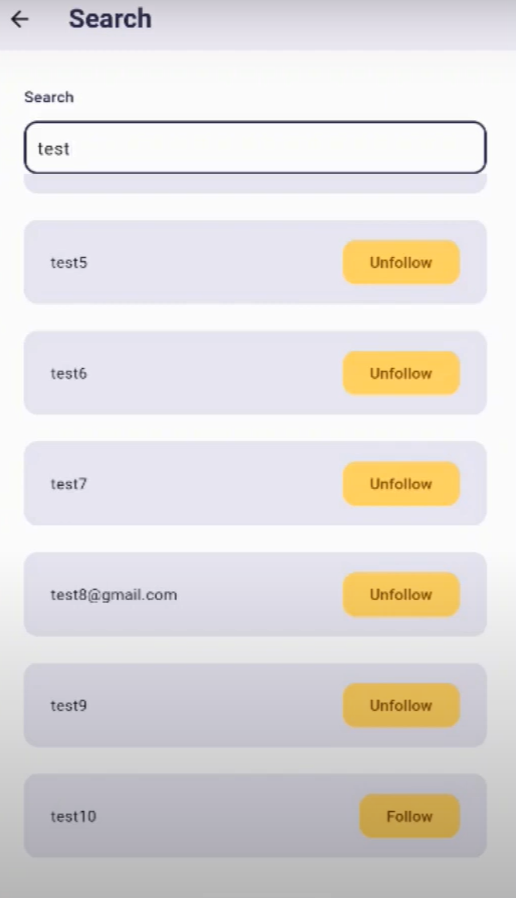 Search
Search
test
test5 Unfollow
test6 Unfollow
test7 Unfollow
test8@gmail.com Unfollow
test9 Unfollow
test10 Follow